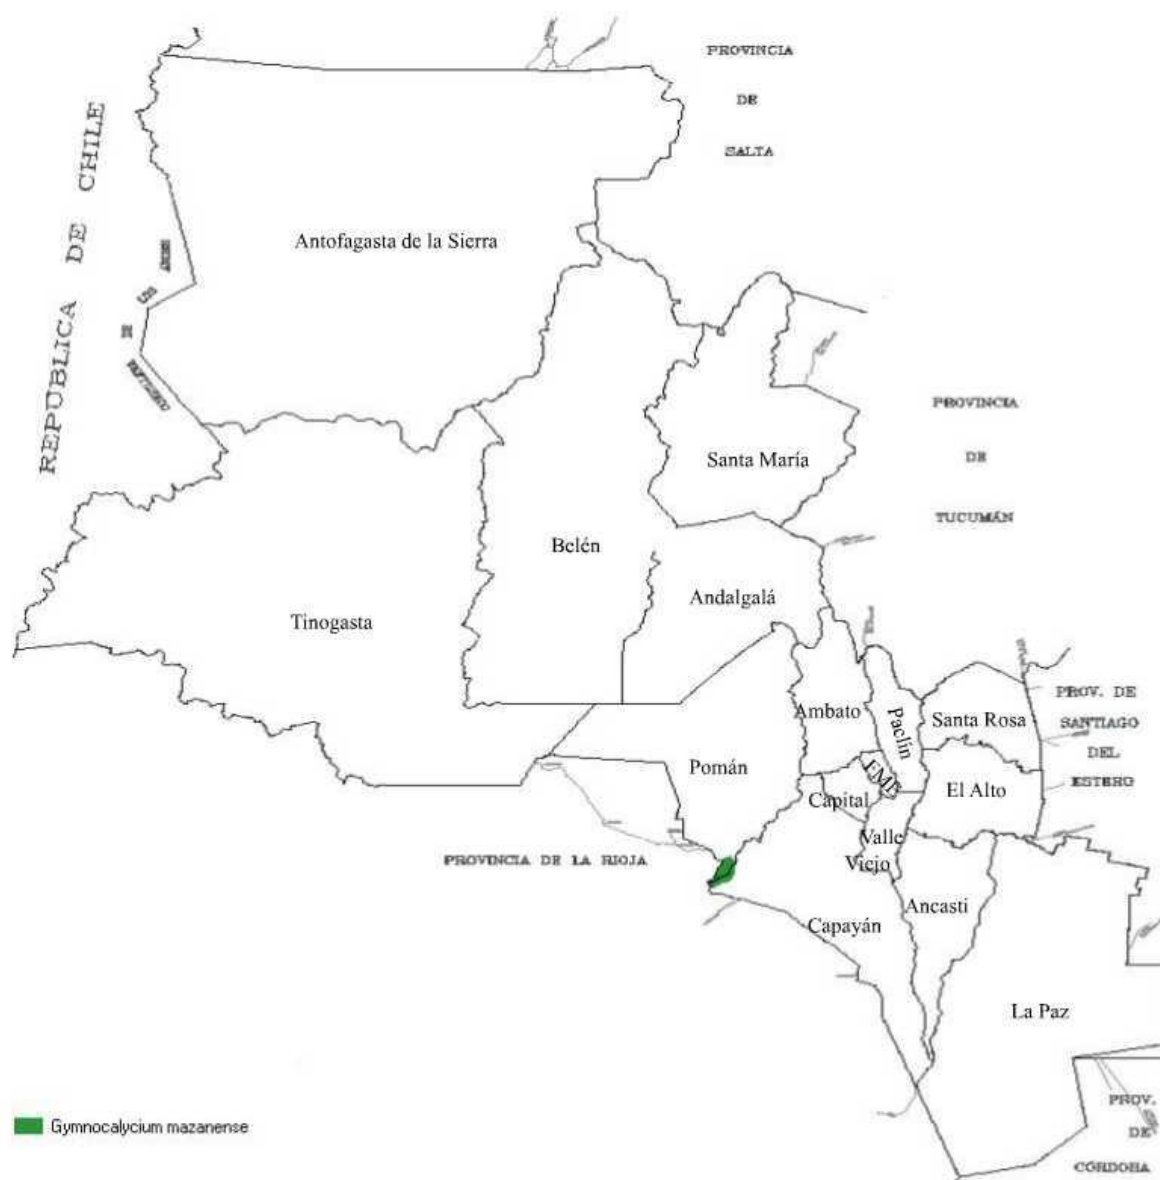 PROVINCIA
DE
SALTA
REPUBLICA DE CHILE
Antofagasta de la Sierra
PROVINCIA
DE
TUCUMÁN
Santa María
Belén
Andalgalá
Tinogasta
PROV. DE
SANTIAGO
DEL
ESTERO
Ambato
Paclín
Santa Rosa
Pomán
FME
El Alto
Capital
Valle
Viejo
PROVINCIA DE LA RIOJA
Ancasti
Capayán
La Paz
PROV.
DE
CÓRDOBA
Gymnocalycium mazanense